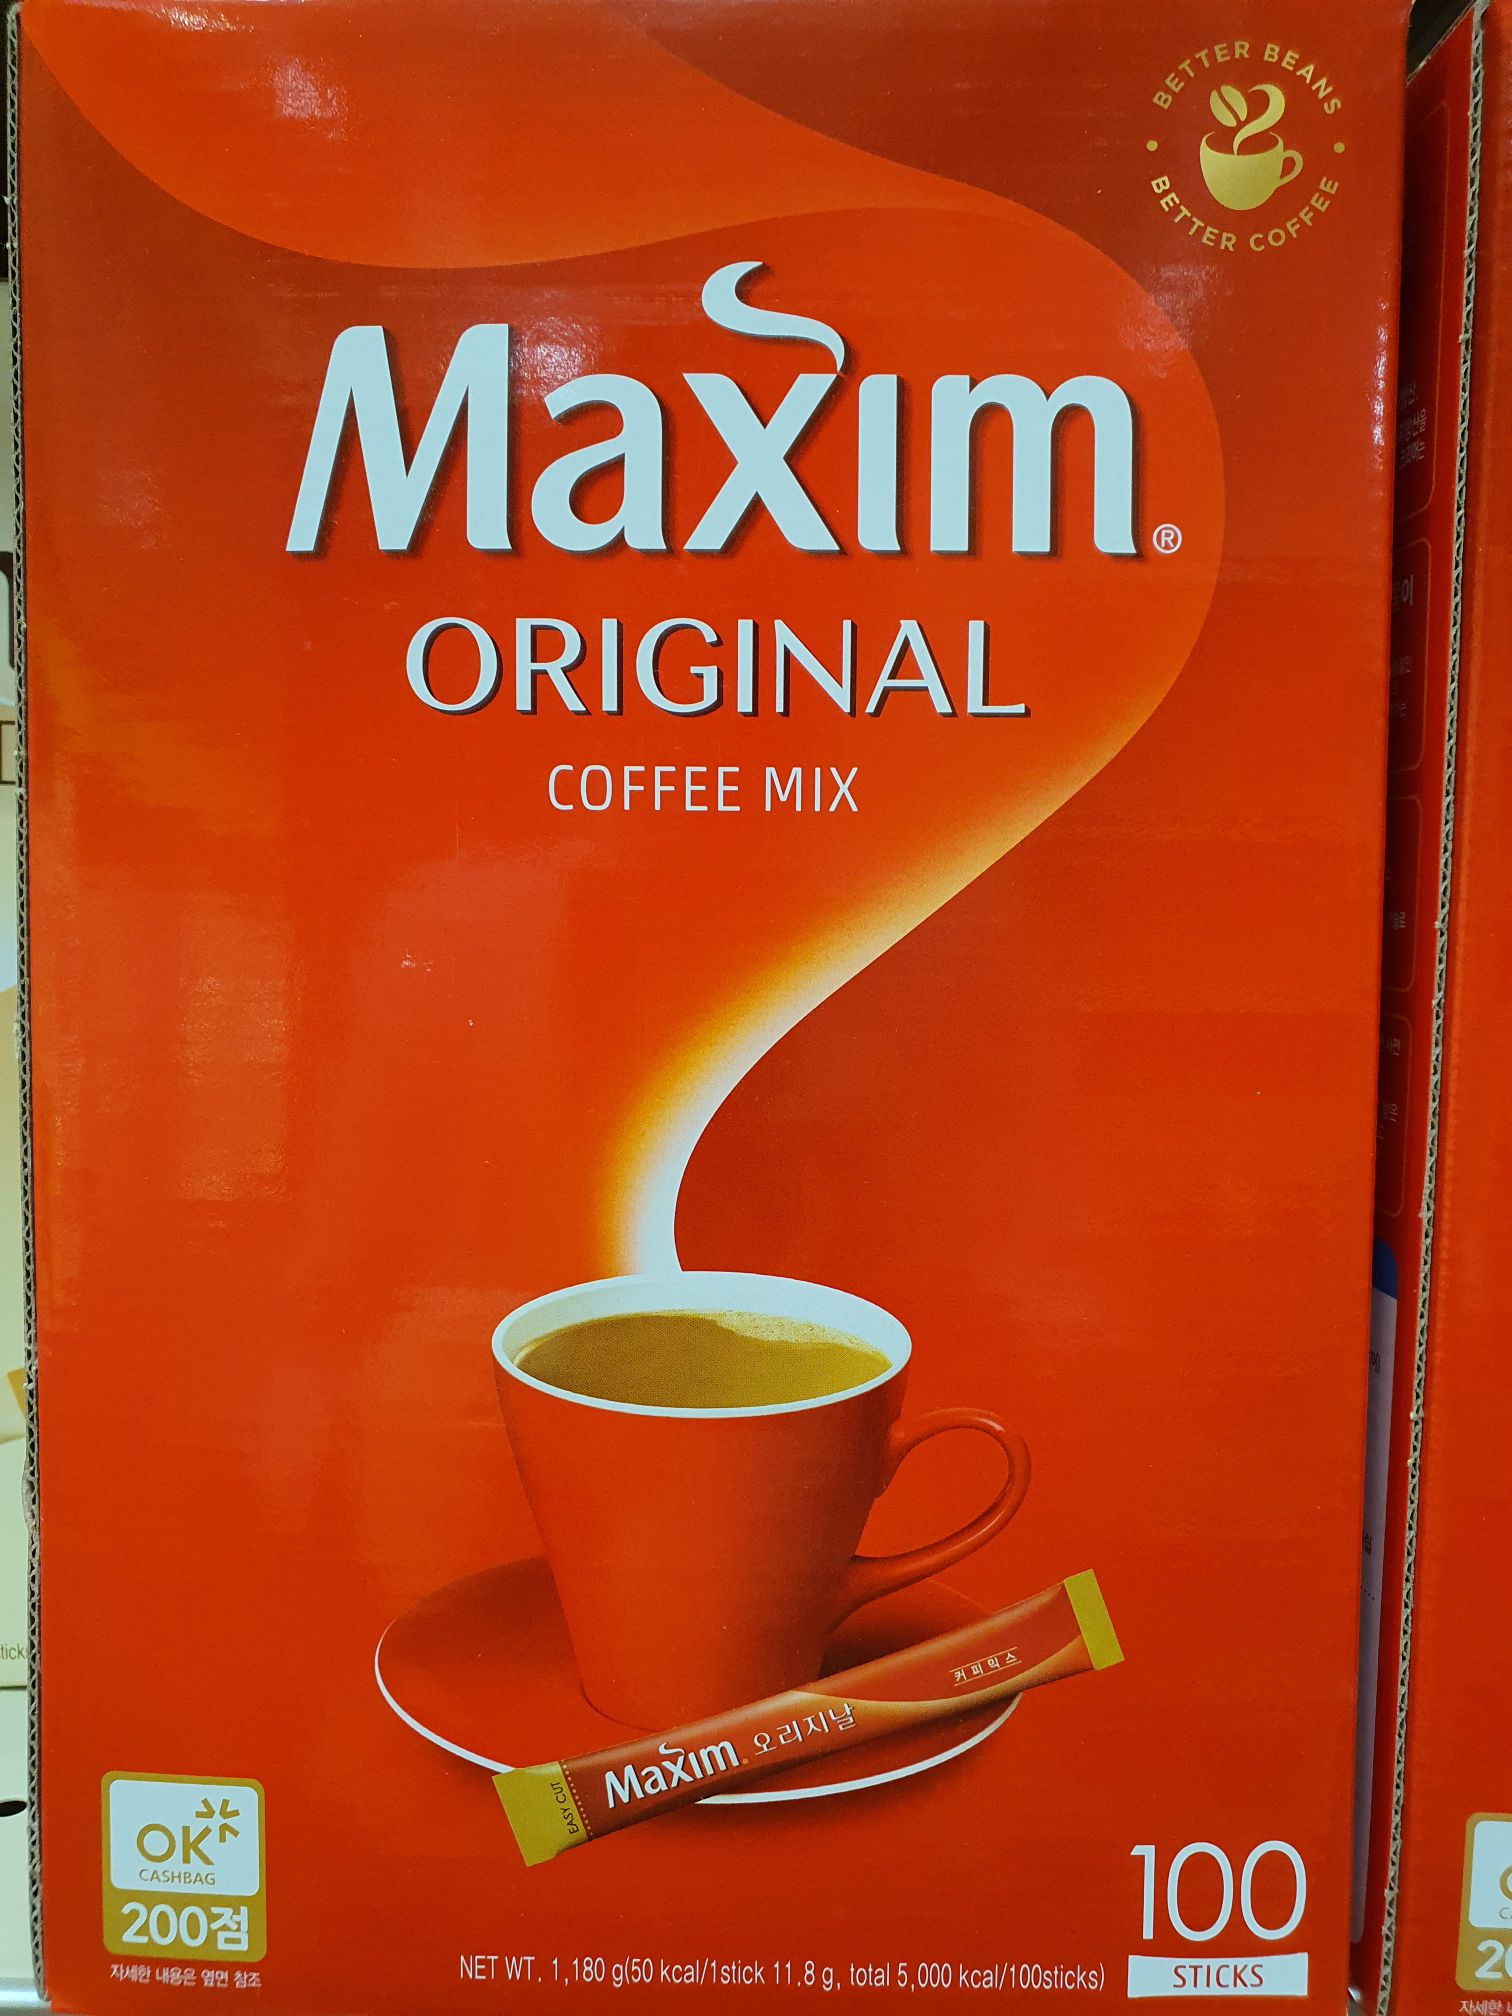 BETTER BEANS
BETTER COFFEE
Maxim®
ORIGINAL
COFFEE MIX
EASY CUT
Maxim. 오리지날
커피믹스
OK
CASHBAG
200점
자세한 내용은 옆면 참조
NET WT. 1,180 g(50 kcal/1stick 11.8 g, total 5,000 kcal/100sticks)
100
STICKS